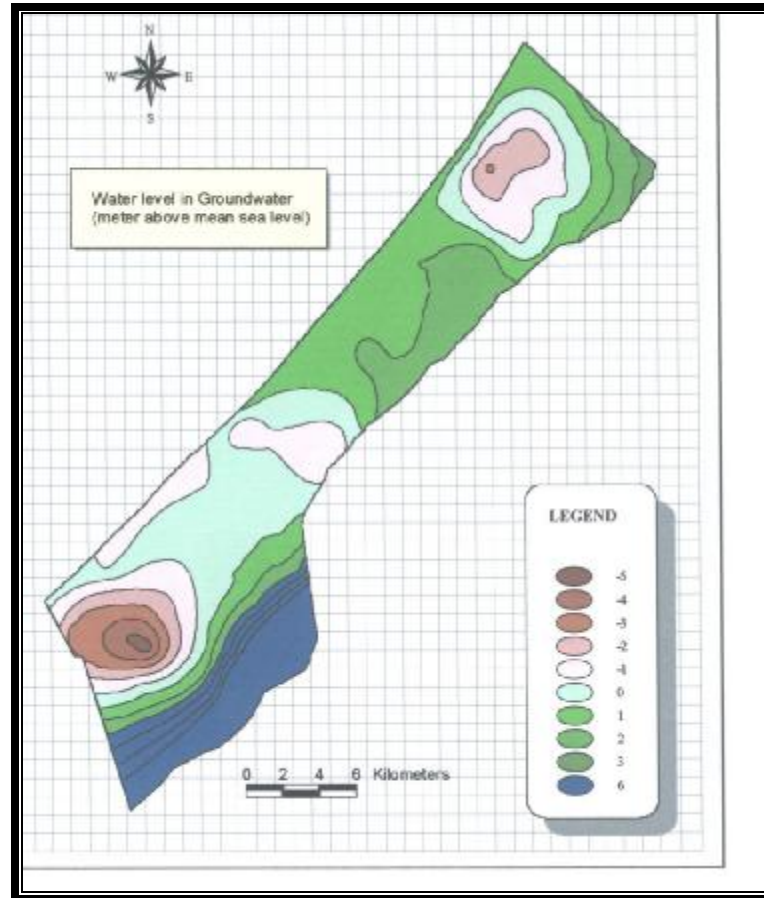 N
W E
S
Water level in Groundwater
(meter above mean sea level)
LEGEND
-5
-4
-3
-2
-1
0
1
2
3
6
0 2 4 6 Kilometers